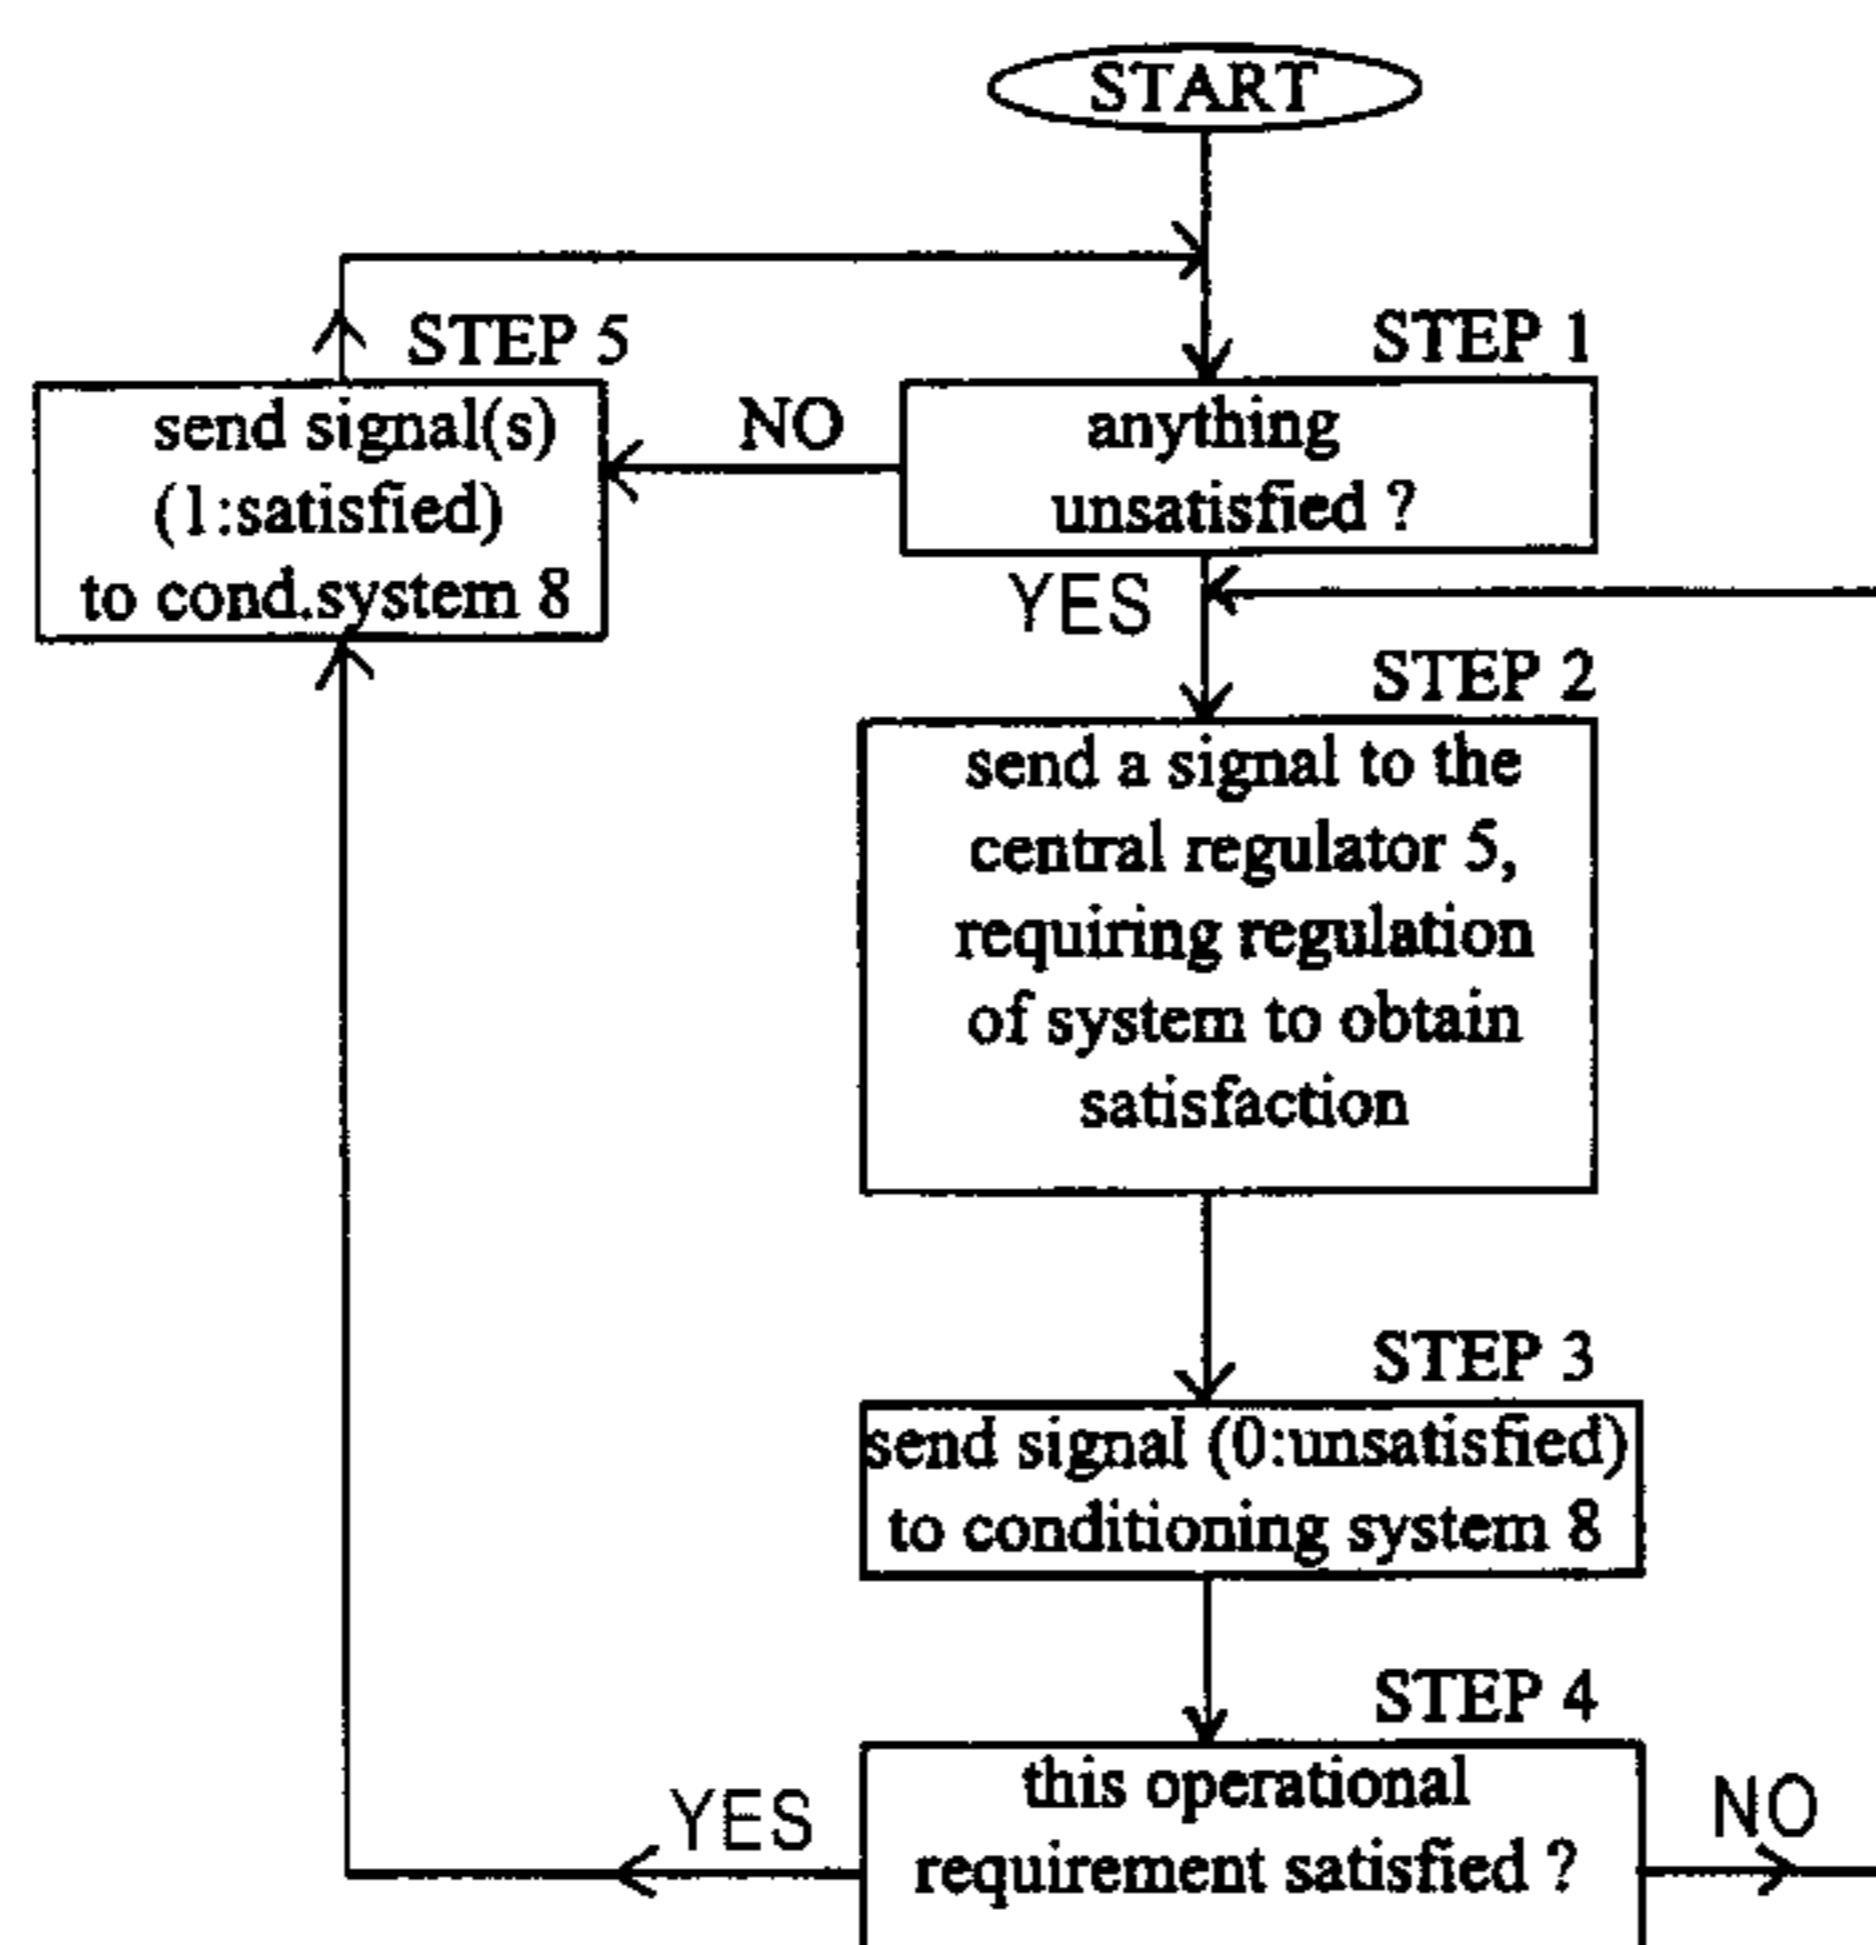 START
STEP 1
anything
unsatisfied ?
NO
STEP 5
send signal(s)
(1:satisfied)
to cond.system 8
YES
STEP 2
send a signal to the
central regulator 5,
requiring regulation
of system to obtain
satisfaction
STEP 3
send signal (0:unsatisfied)
to conditioning system 8
STEP 4
this operational
requirement satisfied ?
YES
NO